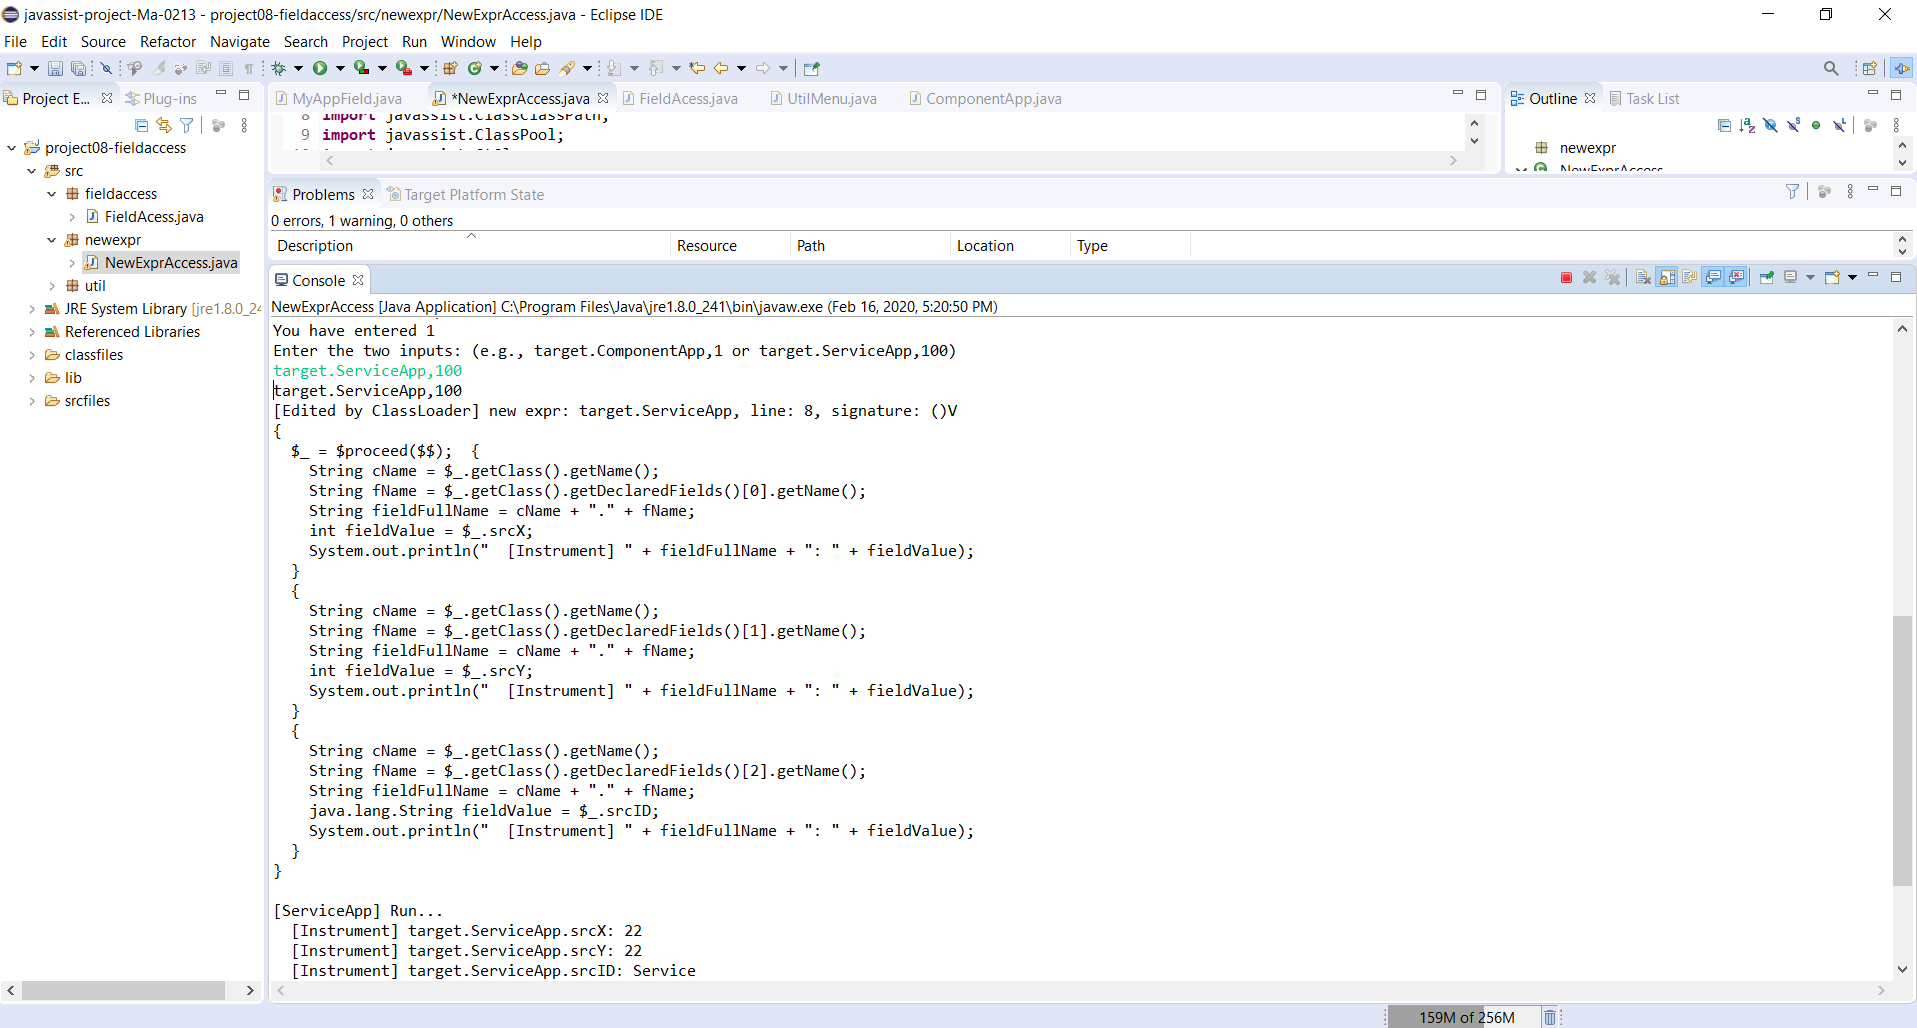 javassist-project-Ma-0213 - project08-fieldaccess/src/newexpr/NewExprAccess.java - Eclipse IDE
File Edit Source Refactor Navigate Search Project Run Window Help
Project E... Plug-ins
project08-fieldaccess
src
fieldaccess
FieldAcess.java
newexpr
NewExprAccess.java
util
JRE System Library [jre1.8.0_24
Referenced Libraries
classfiles
lib
srcfiles
MyAppField.java *NewExprAccess.java FieldAcess.java UtilMenu.java ComponentApp.java
8 import javassist.ClassClassPath;
9 import javassist.ClassPool;
Outline Task List
newexpr
NewExprAccess
Problems Target Platform State
0 errors, 1 warning, 0 others
Description Resource Path Location Type
Console
NewExprAccess [Java Application] C:\Program Files\Java\jre1.8.0_241\bin\javaw.exe (Feb 16, 2020, 5:20:50 PM)
You have entered 1
Enter the two inputs: (e.g., target.ComponentApp,1 or target.ServiceApp,100)
target.ServiceApp,100
target.ServiceApp,100
[Edited by ClassLoader] new expr: target.ServiceApp, line: 8, signature: ()V
{
  $_ = $proceed($$);  {
    String cName = $_.getClass().getName();
    String fName = $_.getClass().getDeclaredFields()[0].getName();
    String fieldFullName = cName + "." + fName;
    int fieldValue = $_.srcX;
    System.out.println("  [Instrument] " + fieldFullName + ": " + fieldValue);
  }
  {
    String cName = $_.getClass().getName();
    String fName = $_.getClass().getDeclaredFields()[1].getName();
    String fieldFullName = cName + "." + fName;
    int fieldValue = $_.srcY;
    System.out.println("  [Instrument] " + fieldFullName + ": " + fieldValue);
  }
  {
    String cName = $_.getClass().getName();
    String fName = $_.getClass().getDeclaredFields()[2].getName();
    String fieldFullName = cName + "." + fName;
    java.lang.String fieldValue = $_.srcID;
    System.out.println("  [Instrument] " + fieldFullName + ": " + fieldValue);
  }
}
[ServiceApp] Run...
  [Instrument] target.ServiceApp.srcX: 22
  [Instrument] target.ServiceApp.srcY: 22
  [Instrument] target.ServiceApp.srcID: Service
159M of 256M